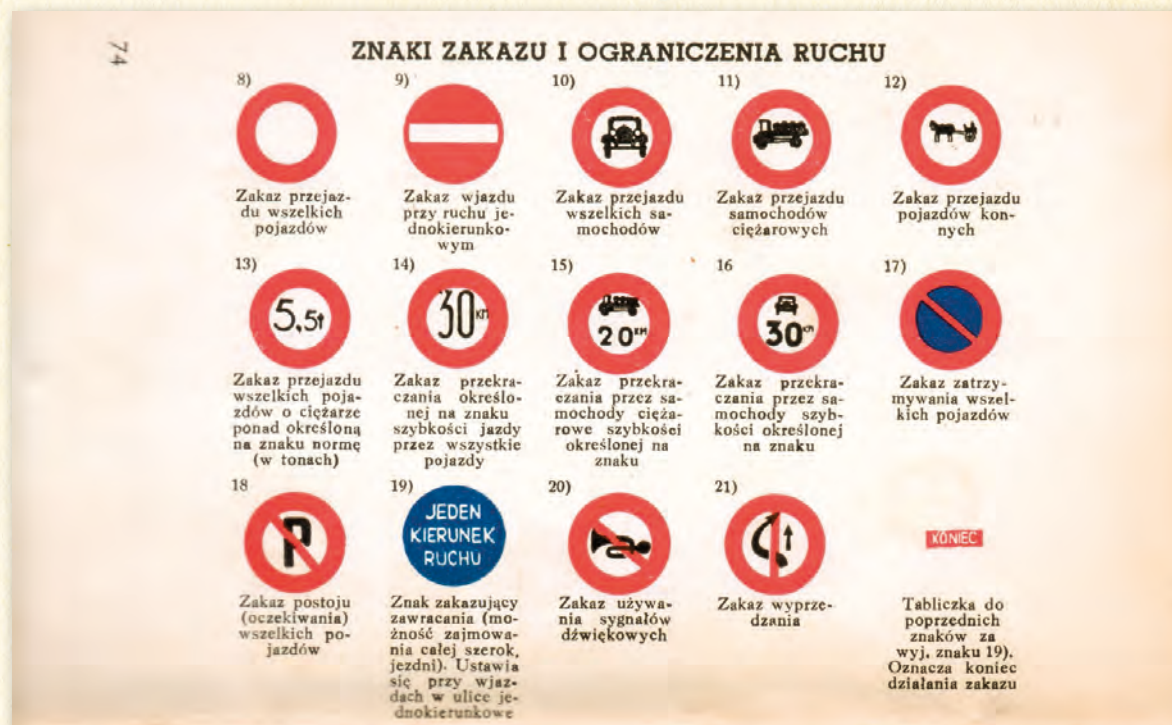 74
ZNAKI ZAKAZU I OGRANICZENIA RUCHU
8)
Zakaz przejaz-
du wszelkich
pojazdów
9)
Zakaz wjazdu
przy ruchu je-
dnokierunko-
wym
10)
Zakaz przejazdu
wszelkich sa-
mochodów
11)
Zakaz przejazdu
samochodów
ciężarowych
12)
Zakaz przejazdu
pojazdów kon-
nych
13)
5,5t
Zakaz przejazdu
wszelkich poja-
zdów o ciężarze
ponad określoną
na znaku normę
(w tonach)
14)
30 KM
Zakaz przekra-
czania określo-
nej na znaku
szybkości jazdy
przez wszystkie
pojazdy
15)
20 KM
Zakaz przekra-
czania przez sa-
mochody cięża-
rowe szybkości
określonej na
znaku
16
30 KM
Zakaz przekra-
czania przez sa-
mochody szyb-
kości określonej
na znaku
17)
Zakaz zatrzy-
mywania wszel-
kich pojazdów
18
P
Zakaz postoju
(oczekiwania)
wszelkich po-
jazdów
19)
JEDEN
KIERUNEK
RUCHU
Znak zakazujący
zawracania (mo-
żność zajmowa-
nia całej szerok.
jezdni). Ustawia
się przy wjaz-
dach w ulice je-
dnokierunkowe
20)
Zakaz używa-
nia sygnałów
dźwiękowych
21)
Zakaz wyprze-
dzania
KONIEC
Tabliczka do
poprzednich
znaków za
wyj. znaku 19).
Oznacza koniec
działania zakazu